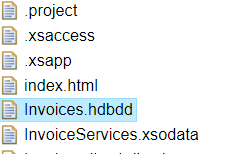 .project
.xsaccess
.xsapp
index.html
Invoices.hdbdd
InvoiceServices.xsodata